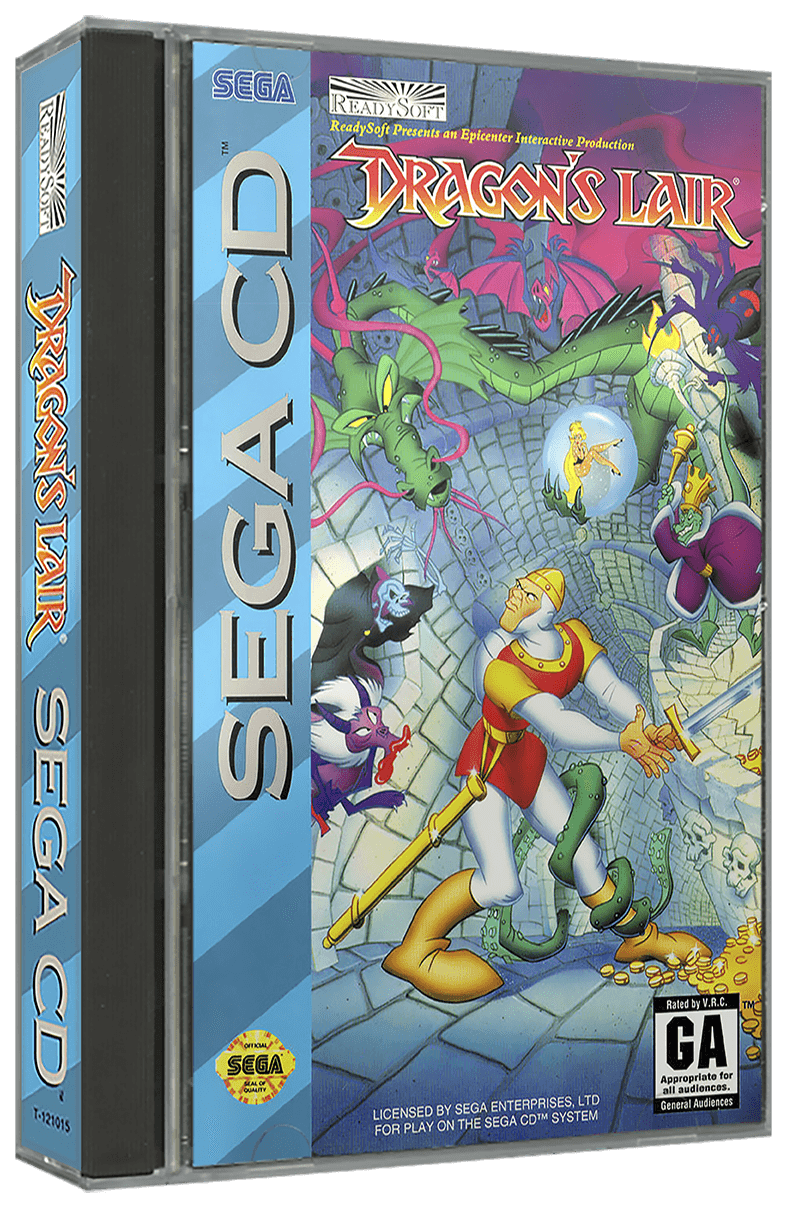 READYSOFT
DRAGON'S LAIR®
SEGA CD
T-121015
SEGA
SEGA CD™
OFFICIAL
SEGA
SEAL OF
QUALITY
READYSOFT
ReadySoft Presents an Epicenter Interactive Production
DRAGON'S LAIR®
LICENSED BY SEGA ENTERPRISES, LTD
FOR PLAY ON THE SEGA CD™ SYSTEM
Rated by V.R.C.
TM
GA
Appropriate for
all audiences.
General Audiences